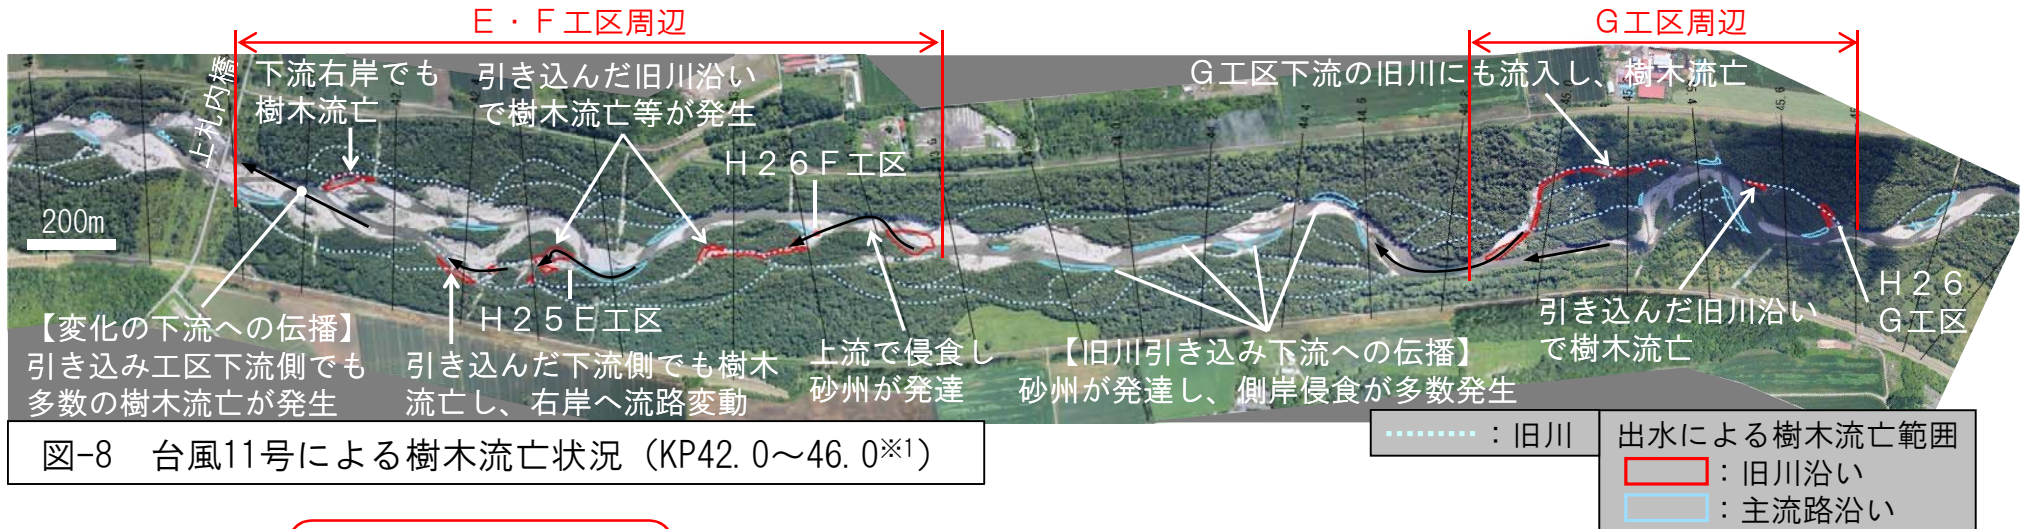 E・F工区周辺
G工区周辺
上札内橋
下流右岸でも
樹木流亡
引き込んだ旧川沿い
で樹木流亡等が発生
G工区下流の旧川にも流入し、樹木流亡
H26F工区
200m
44.4
44.6
45.6
【変化の下流への伝播】
引き込み工区下流側でも
多数の樹木流亡が発生
H25E工区
引き込んだ下流側でも樹木
流亡し、右岸へ流路変動
上流で侵食し
砂州が発達
【旧川引き込み下流への伝播】
砂州が発達し、側岸侵食が多数発生
引き込んだ旧川沿い
で樹木流亡
H26
G工区
図-8 台風11号による樹木流亡状況（KP42.0～46.0※1）
：旧川
出水による樹木流亡範囲
：旧川沿い
：主流路沿い